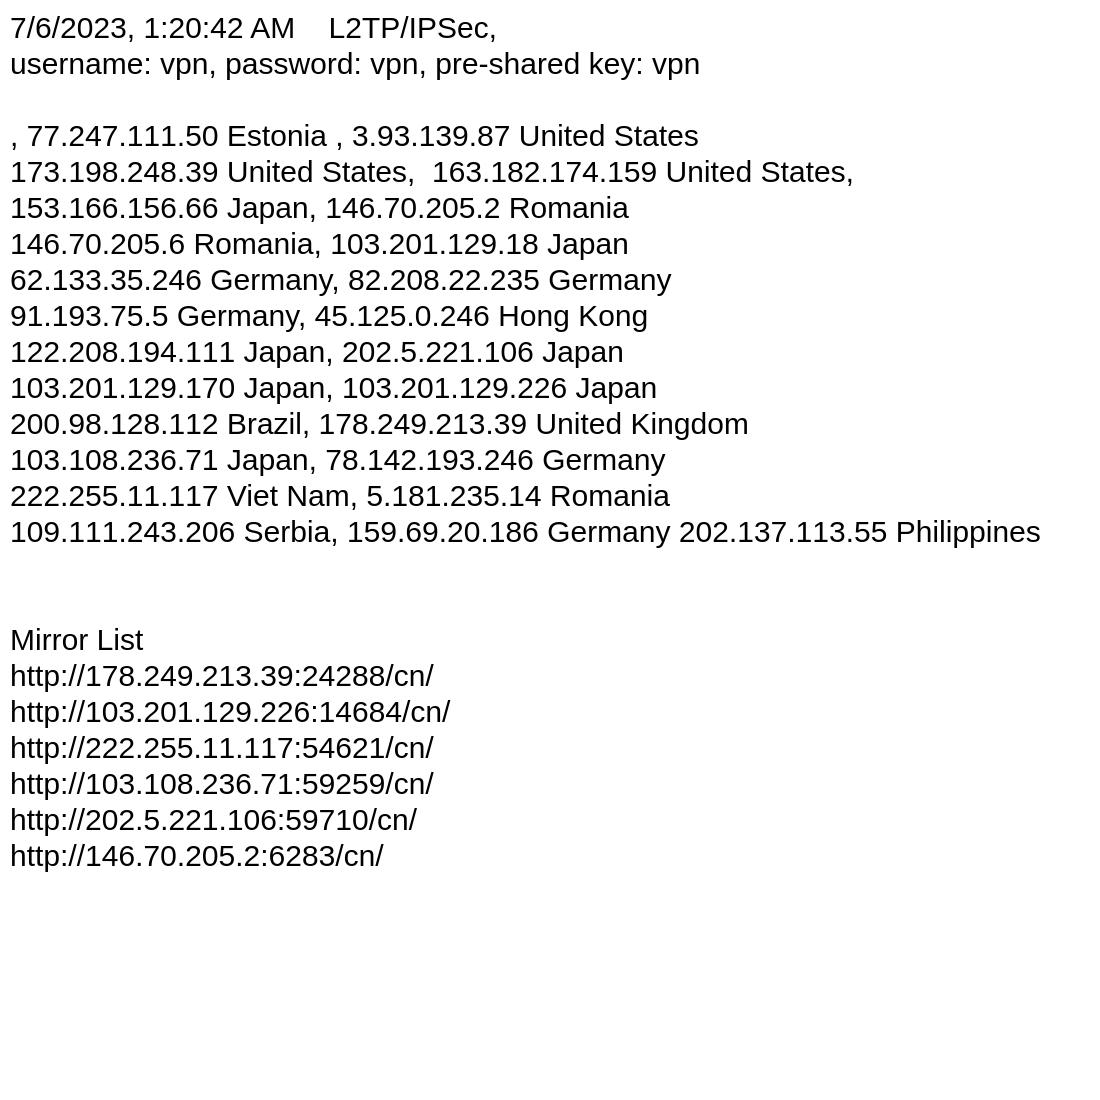 7/6/2023, 1:20:42 AM    L2TP/IPSec,
username: vpn, password: vpn, pre-shared key: vpn
, 77.247.111.50 Estonia , 3.93.139.87 United States
173.198.248.39 United States,  163.182.174.159 United States,
153.166.156.66 Japan, 146.70.205.2 Romania
146.70.205.6 Romania, 103.201.129.18 Japan
62.133.35.246 Germany, 82.208.22.235 Germany
91.193.75.5 Germany, 45.125.0.246 Hong Kong
122.208.194.111 Japan, 202.5.221.106 Japan
103.201.129.170 Japan, 103.201.129.226 Japan
200.98.128.112 Brazil, 178.249.213.39 United Kingdom
103.108.236.71 Japan, 78.142.193.246 Germany
222.255.11.117 Viet Nam, 5.181.235.14 Romania
109.111.243.206 Serbia, 159.69.20.186 Germany 202.137.113.55 Philippines
Mirror List
http://178.249.213.39:24288/cn/
http://103.201.129.226:14684/cn/
http://222.255.11.117:54621/cn/
http://103.108.236.71:59259/cn/
http://202.5.221.106:59710/cn/
http://146.70.205.2:6283/cn/